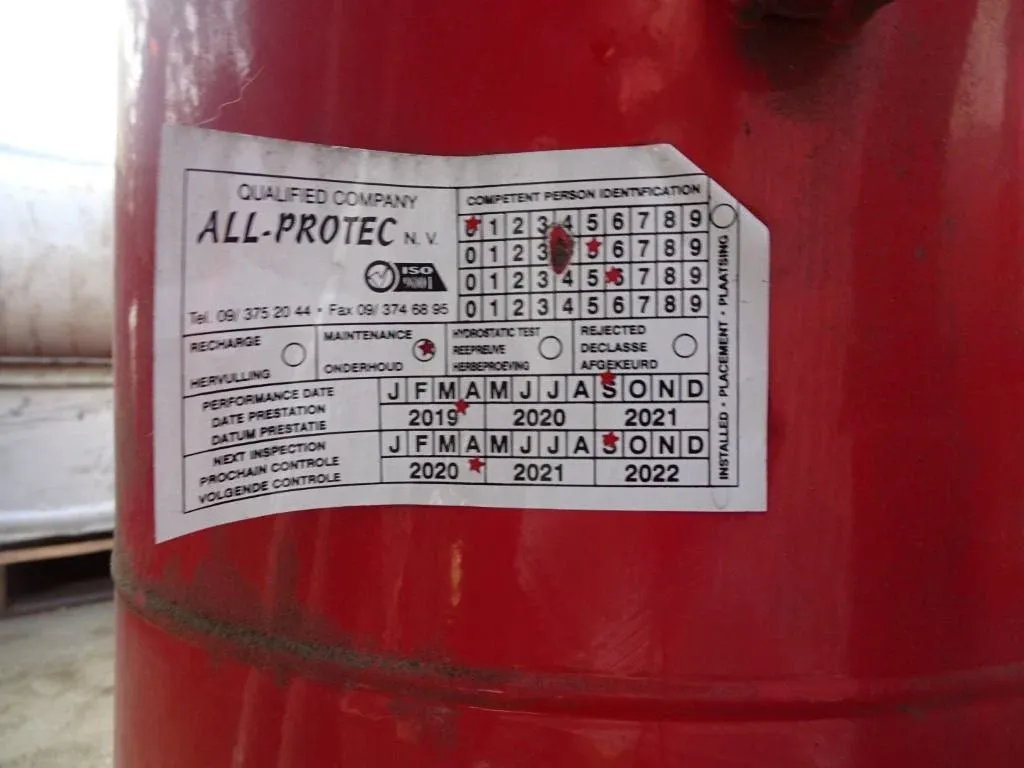 QUALIFIED COMPANY
ALL-PROTEC N.V.
ISO
9001
Tel. 09/ 375 20 44 • Fax 09/ 374 68 95
COMPETENT PERSON IDENTIFICATION
0 1 2 3 4 5 6 7 8 9
0 1 2 3 5 6 7 8 9
0 1 2 3 4 5 6 7 8 9
0 1 2 3 4 5 6 7 8 9
RECHARGE
HERVULLING
MAINTENANCE
ONDERHOUD
HYDROSTATIC TEST
REEPREUVE
HERBEPROEVING
REJECTED
DECLASSE
AFGEKEURD
PERFORMANCE DATE
DATE PRESTATION
DATUM PRESTATIE
J F M A M J J A S O N D
2019 2020 2021
NEXT INSPECTION
PROCHAIN CONTROLE
VOLGENDE CONTROLE
J F M A M J J A S O N D
2020 2021 2022
INSTALLED • PLACEMENT • PLAATSING